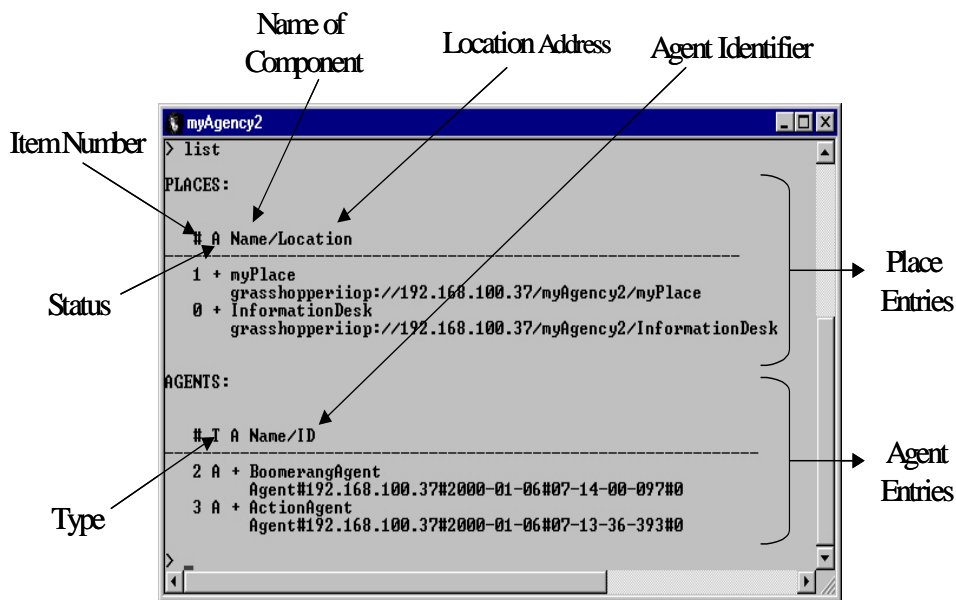 Name of
Component
Location Address
Agent Identifier
Item Number
Status
Type
Place
Entries
Agent
Entries
myAgency2
> list
PLACES:
# A Name/Location
--------------------------------------------------------------
1 + myPlace
grasshopperiiop://192.168.100.37/myAgency2/myPlace
0 + InformationDesk
grasshopperiiop://192.168.100.37/myAgency2/InformationDesk
AGENTS:
# T A Name/ID
----------------------------------------------------------------
2 A + BoomerangAgent
Agent#192.168.100.37#2000-01-06#07-14-00-097#0
3 A + ActionAgent
Agent#192.168.100.37#2000-01-06#07-13-36-393#0
> _